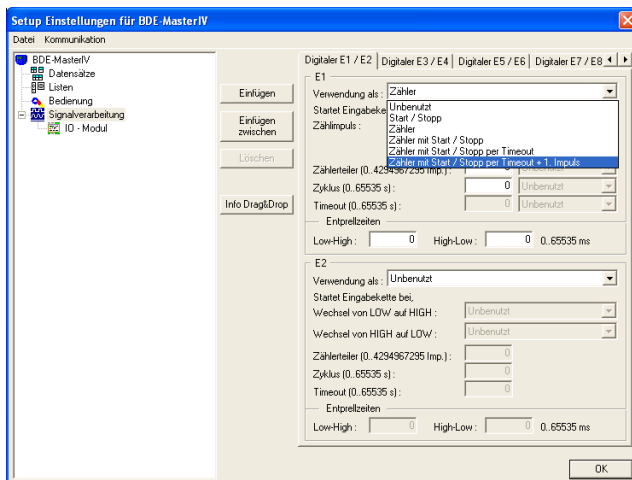 Setup Einstellungen für BDE-MasterIV
Datei Kommunikation
BDE-MasterIV
Datensätze
Listen
Bedienung
Signalverarbeitung
IO - Modul
Einfügen
Einfügen
zwischen
Löschen
Info Drag&Drop
Digitaler E1 / E2 Digitaler E3 / E4 Digitaler E5 / E6 Digitaler E7 / E8
E1
Verwendung als : Zähler
Startet Eingabeke
Unbenutzt
Start / Stopp
Zähler
Zähler mit Start / Stopp
Zähler mit Start / Stopp per Timeout
Zähler mit Start / Stopp per Timeout + 1. Impuls
Zählimpuls :
Zählerteiler (0..4294967295 Imp.) : 0 Unbenutzt
Zyklus (0..65535 s) : 0 Unbenutzt
Timeout (0..65535 s) : 0 Unbenutzt
Entprellzeiten
Low-High : 0 High-Low : 0 0..65535 ms
E2
Verwendung als : Unbenutzt
Startet Eingabekette bei,
Wechsel von LOW auf HIGH : Unbenutzt
Wechsel von HIGH auf LOW : Unbenutzt
Zählerteiler (0..4294967295 Imp.) : 0
Zyklus (0..65535 s) : 0
Timeout (0..65535 s) : 0
Entprellzeiten
Low-High : 0 High-Low : 0 0..65535 ms
OK